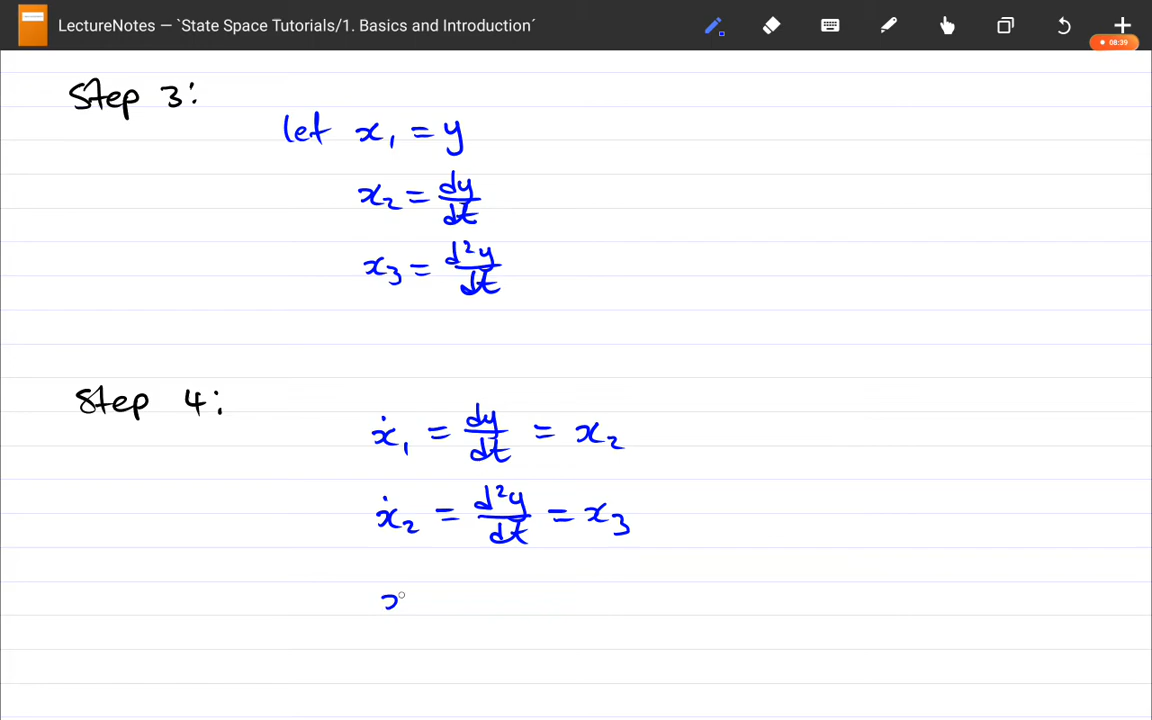 LectureNotes — `State Space Tutorials/1. Basics and Introduction´
08:39
Step 3:
let x₁ = y
x₂ = dy/dt
x₃ = d²y/dt
Step 4:
ẋ₁ = dy/dt = x₂
ẋ₂ = d²y/dt = x₃
x